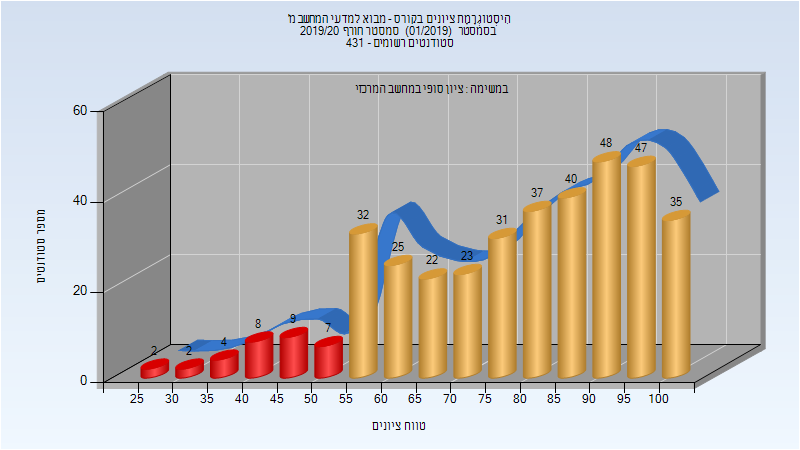 היסטוגרמת ציונים בקורס - מבוא למדעי המחשב מ'
בסמסטר (01/2019) סמסטר חורף 2019/20
סטודנטים רשומים - 431
במשימה : ציון סופי במחשב המרכזי
מספר סטודנטים
60
40
20
0
2
2
4
8
9
7
32
25
22
23
31
37
40
48
47
35
25 30 35 40 45 50 55 60 65 70 75 80 85 90 95 100
טווח ציונים